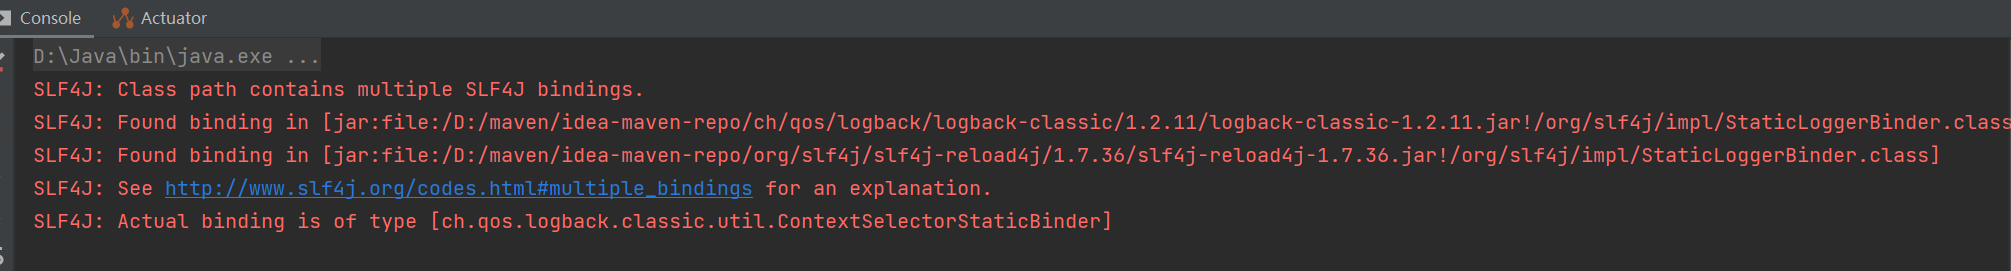 Console Actuator
D:\Java\bin\java.exe ...
SLF4J: Class path contains multiple SLF4J bindings.
SLF4J: Found binding in [jar:file:/D:/maven/idea-maven-repo/ch/qos/logback/logback-classic/1.2.11/logback-classic-1.2.11.jar!/org/slf4j/impl/StaticLoggerBinder.class
SLF4J: Found binding in [jar:file:/D:/maven/idea-maven-repo/org/slf4j/slf4j-reload4j/1.7.36/slf4j-reload4j-1.7.36.jar!/org/slf4j/impl/StaticLoggerBinder.class]
SLF4J: See http://www.slf4j.org/codes.html#multiple_bindings for an explanation.
SLF4J: Actual binding is of type [ch.qos.logback.classic.util.ContextSelectorStaticBinder]